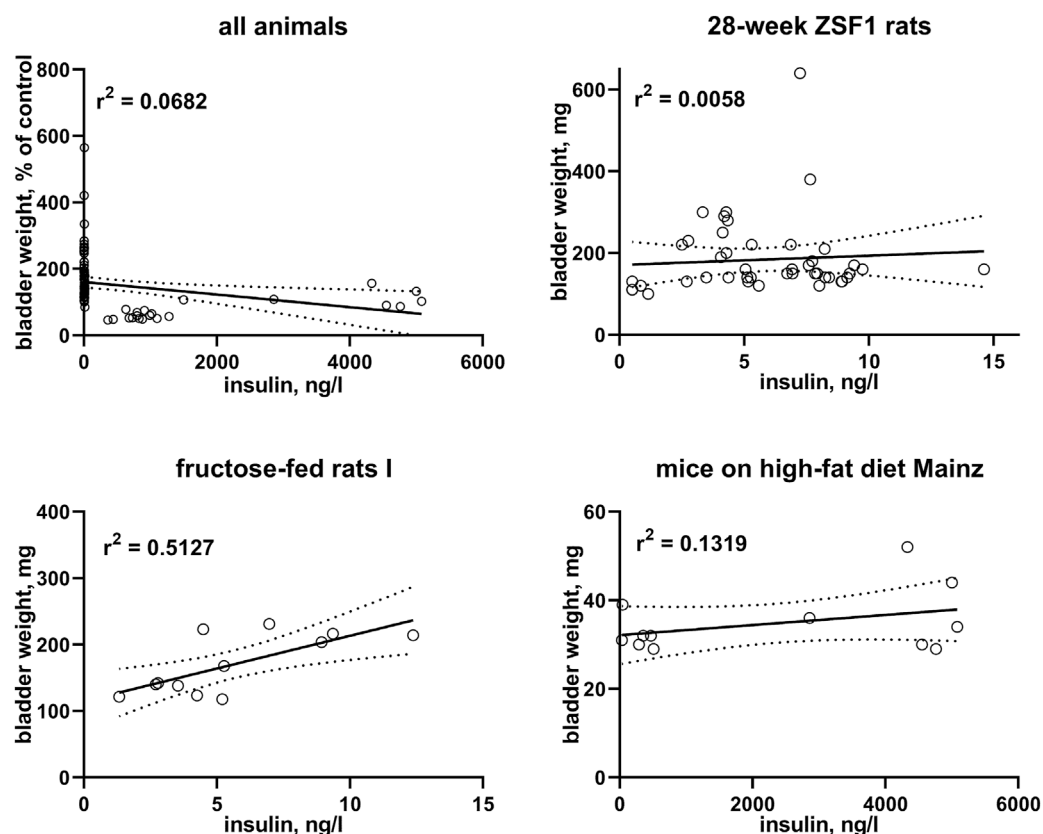 all animals
r² = 0.0682
bladder weight, % of control
800
600
400
200
0
0 2000 4000 6000
insulin, ng/l
28-week ZSF1 rats
r² = 0.0058
bladder weight, mg
600
400
200
0
0 5 10 15
insulin, ng/l
fructose-fed rats I
r² = 0.5127
bladder weight, mg
400
300
200
100
0
0 5 10 15
insulin, ng/l
mice on high-fat diet Mainz
r² = 0.1319
bladder weight, mg
60
40
20
0
0 2000 4000 6000
insulin, ng/l